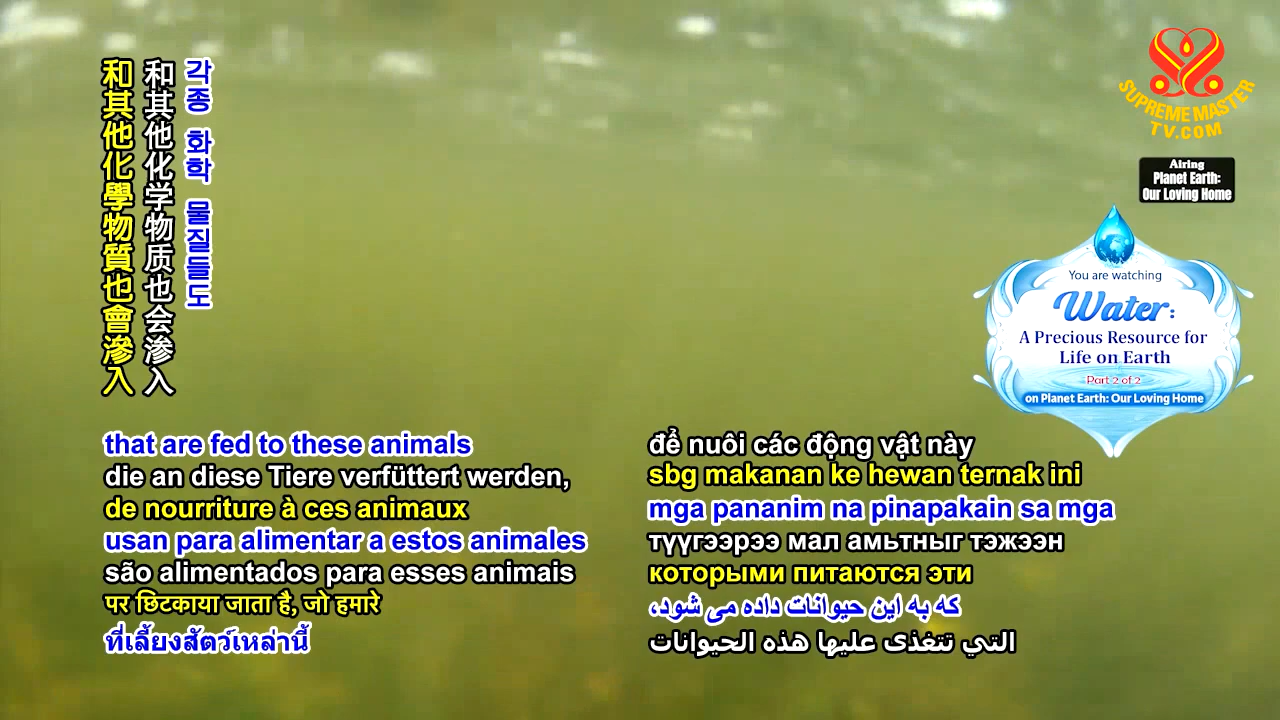 각종 화학 물질들도
和其他化学物质也会渗入
和其他化學物質也會滲入
SUPREME MASTER
TV.COM
Airing
Planet Earth:
Our Loving Home
You are watching
Water:
A Precious Resource for
Life on Earth
Part 2 of 2
on Planet Earth: Our Loving Home
that are fed to these animals
die an diese Tiere verfüttert werden,
de nourriture à ces animaux
usan para alimentar a estos animales
são alimentados para esses animais
पर छिटकाया जाता है, जो हमारे
ที่เลี้ยงสัตว์เหล่านี้
để nuôi các động vật này
sbg makanan ke hewan ternak ini
mga pananim na pinapakain sa mga
түүгээрээ мал амьтныг тэжээн
которыми питаются эти
که به این حیوانات داده می شود،
التي تتغذى عليها هذه الحيوانات